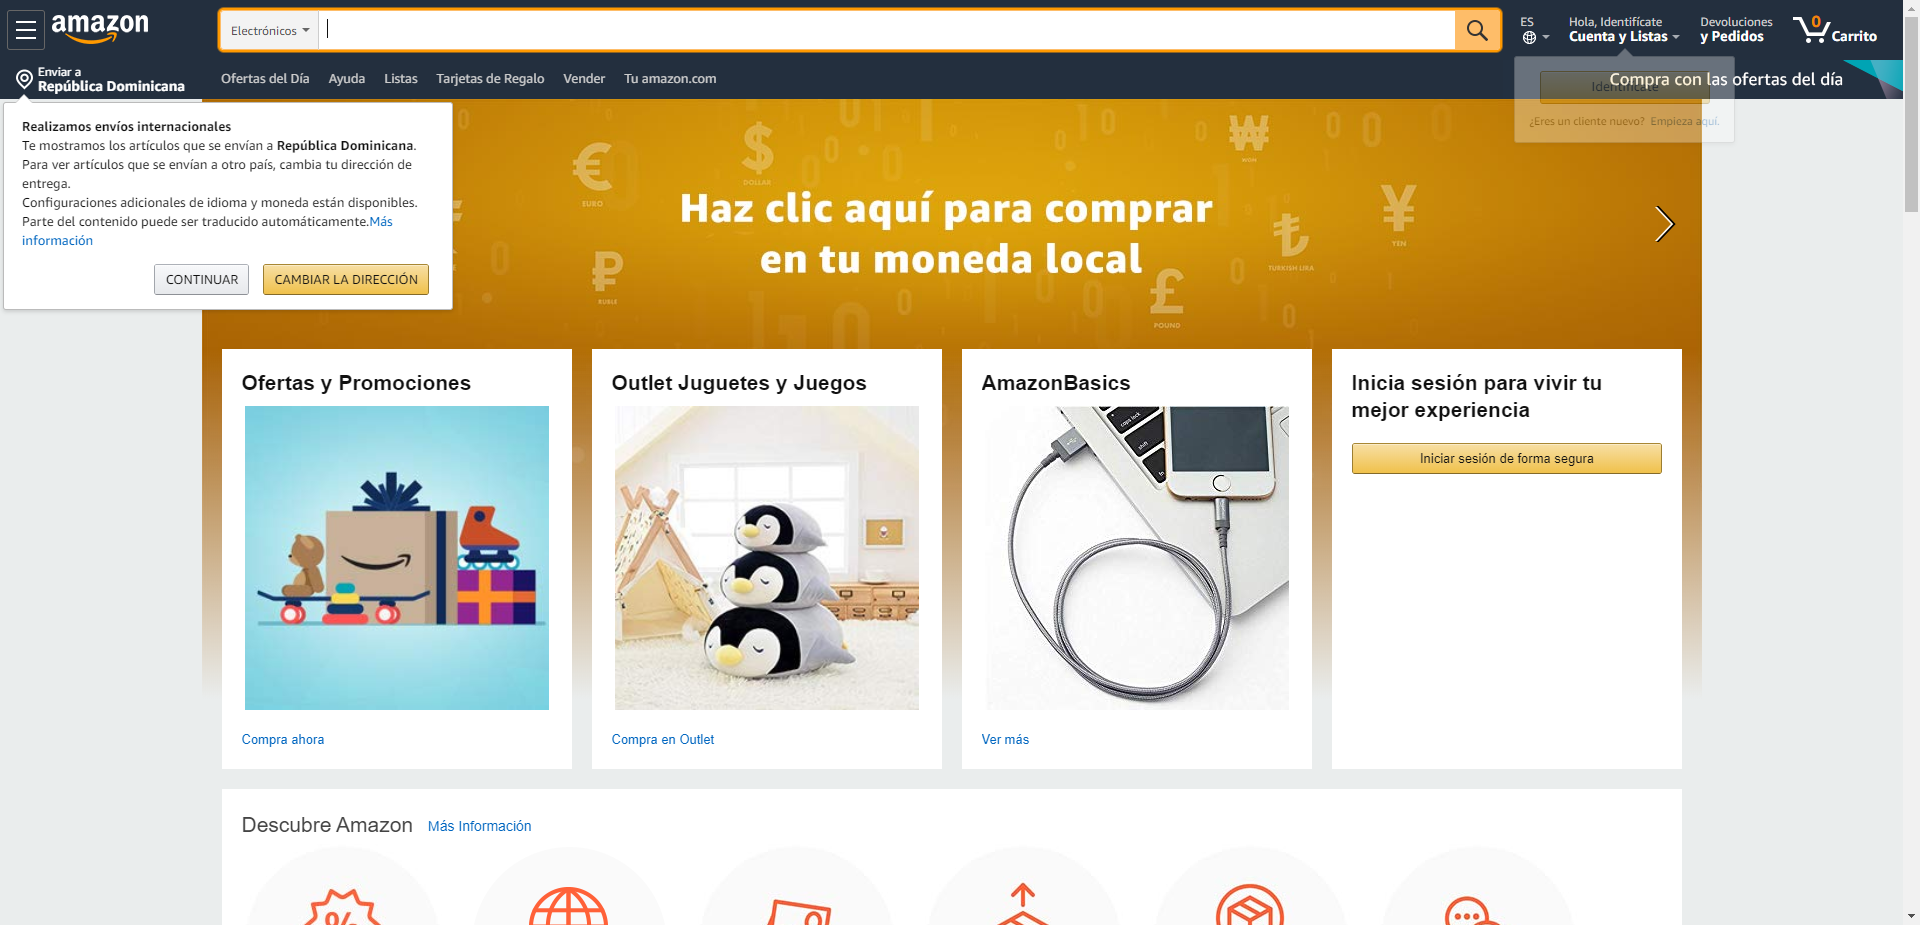 amazon
Electrónicos
ES
Hola, Identifícate
Cuenta y Listas
Devoluciones
y Pedidos
0
Carrito
Enviar a
República Dominicana
Ofertas del Día
Ayuda
Listas
Tarjetas de Regalo
Vender
Tu amazon.com
Compra con las ofertas del día
Identifícate
¿Eres un cliente nuevo? Empieza aquí.
Realizamos envíos internacionales
Te mostramos los artículos que se envían a República Dominicana.
Para ver artículos que se envían a otro país, cambia tu dirección de
entrega.
Configuraciones adicionales de idioma y moneda están disponibles.
Parte del contenido puede ser traducido automáticamente.Más
información
CONTINUAR
CAMBIAR LA DIRECCIÓN
Haz clic aquí para comprar
en tu moneda local
€
EURO
$
DOLLAR
₽
RUBLE
₩
WON
₺
TURKISH LIRA
¥
YEN
£
POUND
Ofertas y Promociones
Compra ahora
Outlet Juguetes y Juegos
Compra en Outlet
AmazonBasics
caps lock
shift
Ver más
Inicia sesión para vivir tu
mejor experiencia
Iniciar sesión de forma segura
Descubre Amazon
Más Información
%